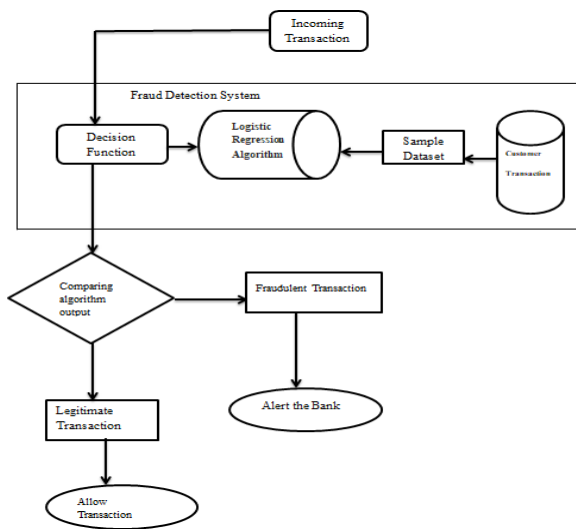 Incoming
Transaction
Fraud Detection System
Decision
Function
Logistic
Regression
Algorithm
Sample
Dataset
Customer
Transaction
Comparing
algorithm
output
Fraudulent Transaction
Legitimate
Transaction
Alert the Bank
Allow
Transaction